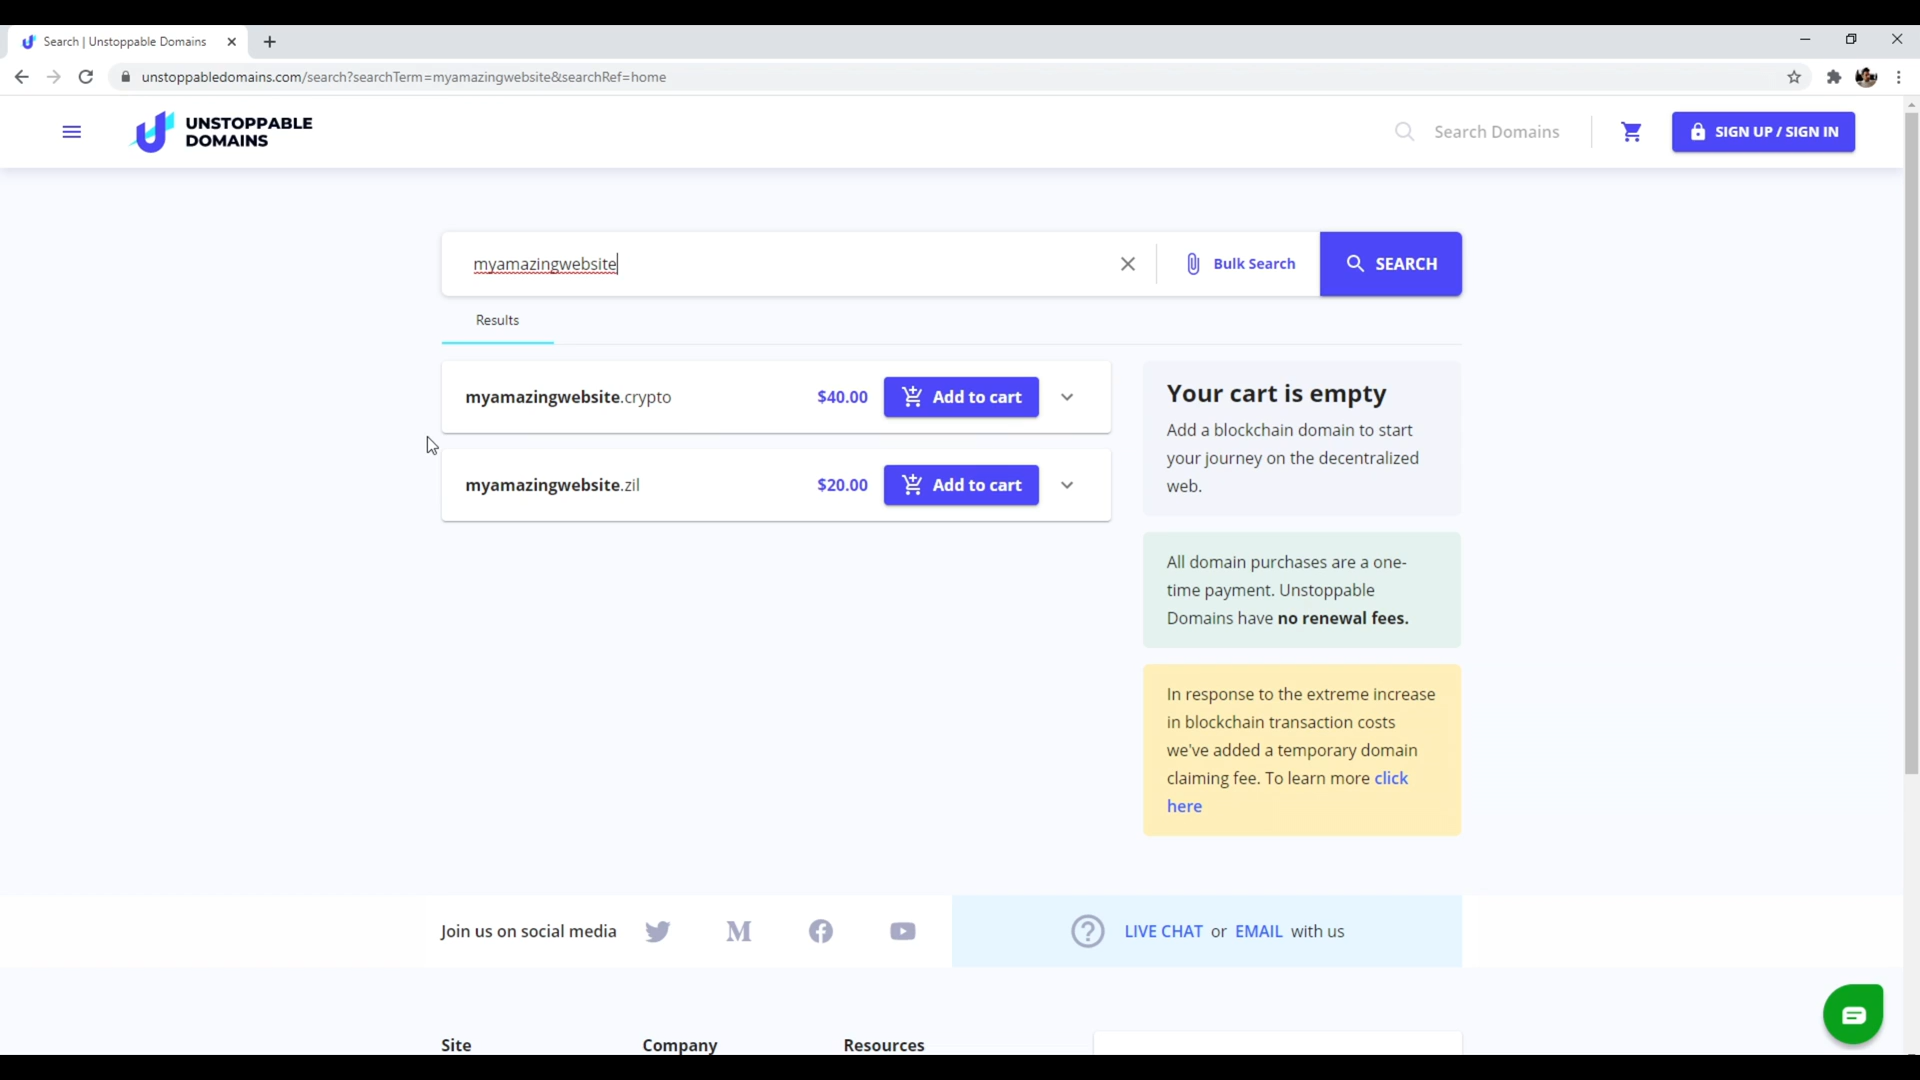 Search | Unstoppable Domains
unstoppabledomains.com/search?searchTerm=myamazingwebsite&searchRef=home
UNSTOPPABLE
DOMAINS
Search Domains
SIGN UP / SIGN IN
myamazingwebsite
Bulk Search
SEARCH
Results
myamazingwebsite.crypto
$40.00
Add to cart
myamazingwebsite.zil
$20.00
Add to cart
Your cart is empty
Add a blockchain domain to start
your journey on the decentralized
web.
All domain purchases are a one-
time payment. Unstoppable
Domains have no renewal fees.
In response to the extreme increase
in blockchain transaction costs
we've added a temporary domain
claiming fee. To learn more click
here
Join us on social media
LIVE CHAT or EMAIL with us
Site
Company
Resources